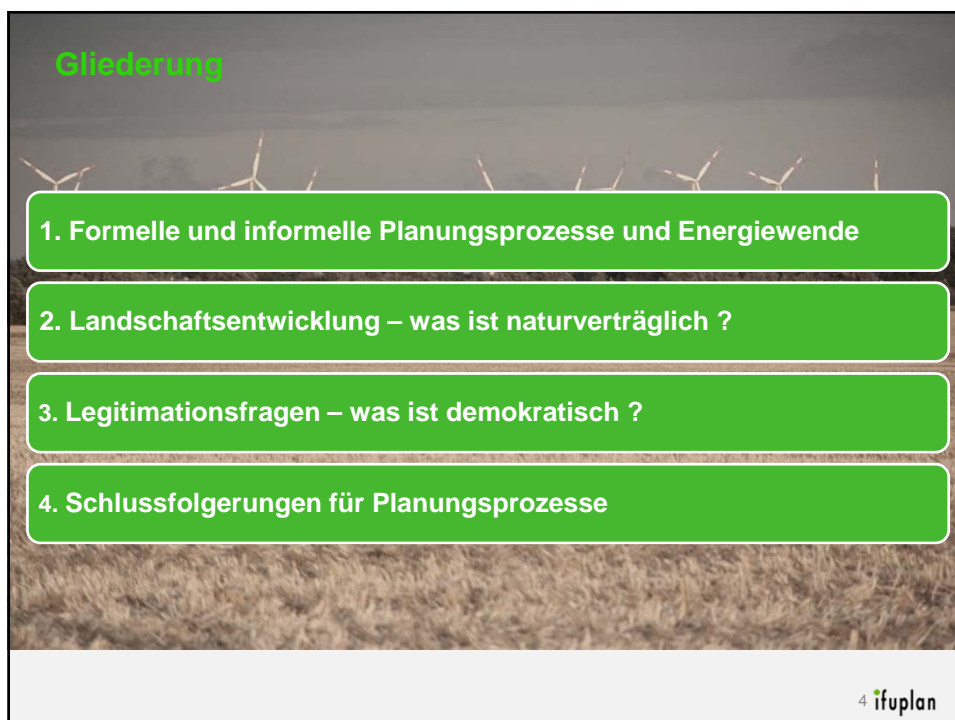 Gliederung
1. Formelle und informelle Planungsprozesse und Energiewende
2. Landschaftsentwicklung – was ist naturverträglich ?
3. Legitimationsfragen – was ist demokratisch ?
4. Schlussfolgerungen für Planungsprozesse
4 ifuplan